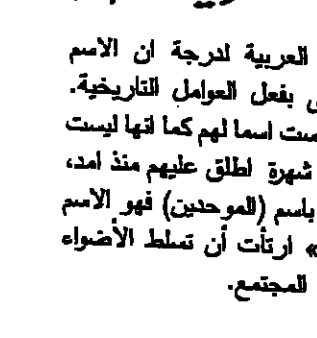 العربية لدرجة ان الاسم
بفعل العوامل التاريخية.
ست اسما لهم كما انها ليست
شهرة اطلق عليهم منذ امد،
باسم (الموحدين) فهو الاسم
» ارتأت أن تسلط الأضواء
المجتمع.